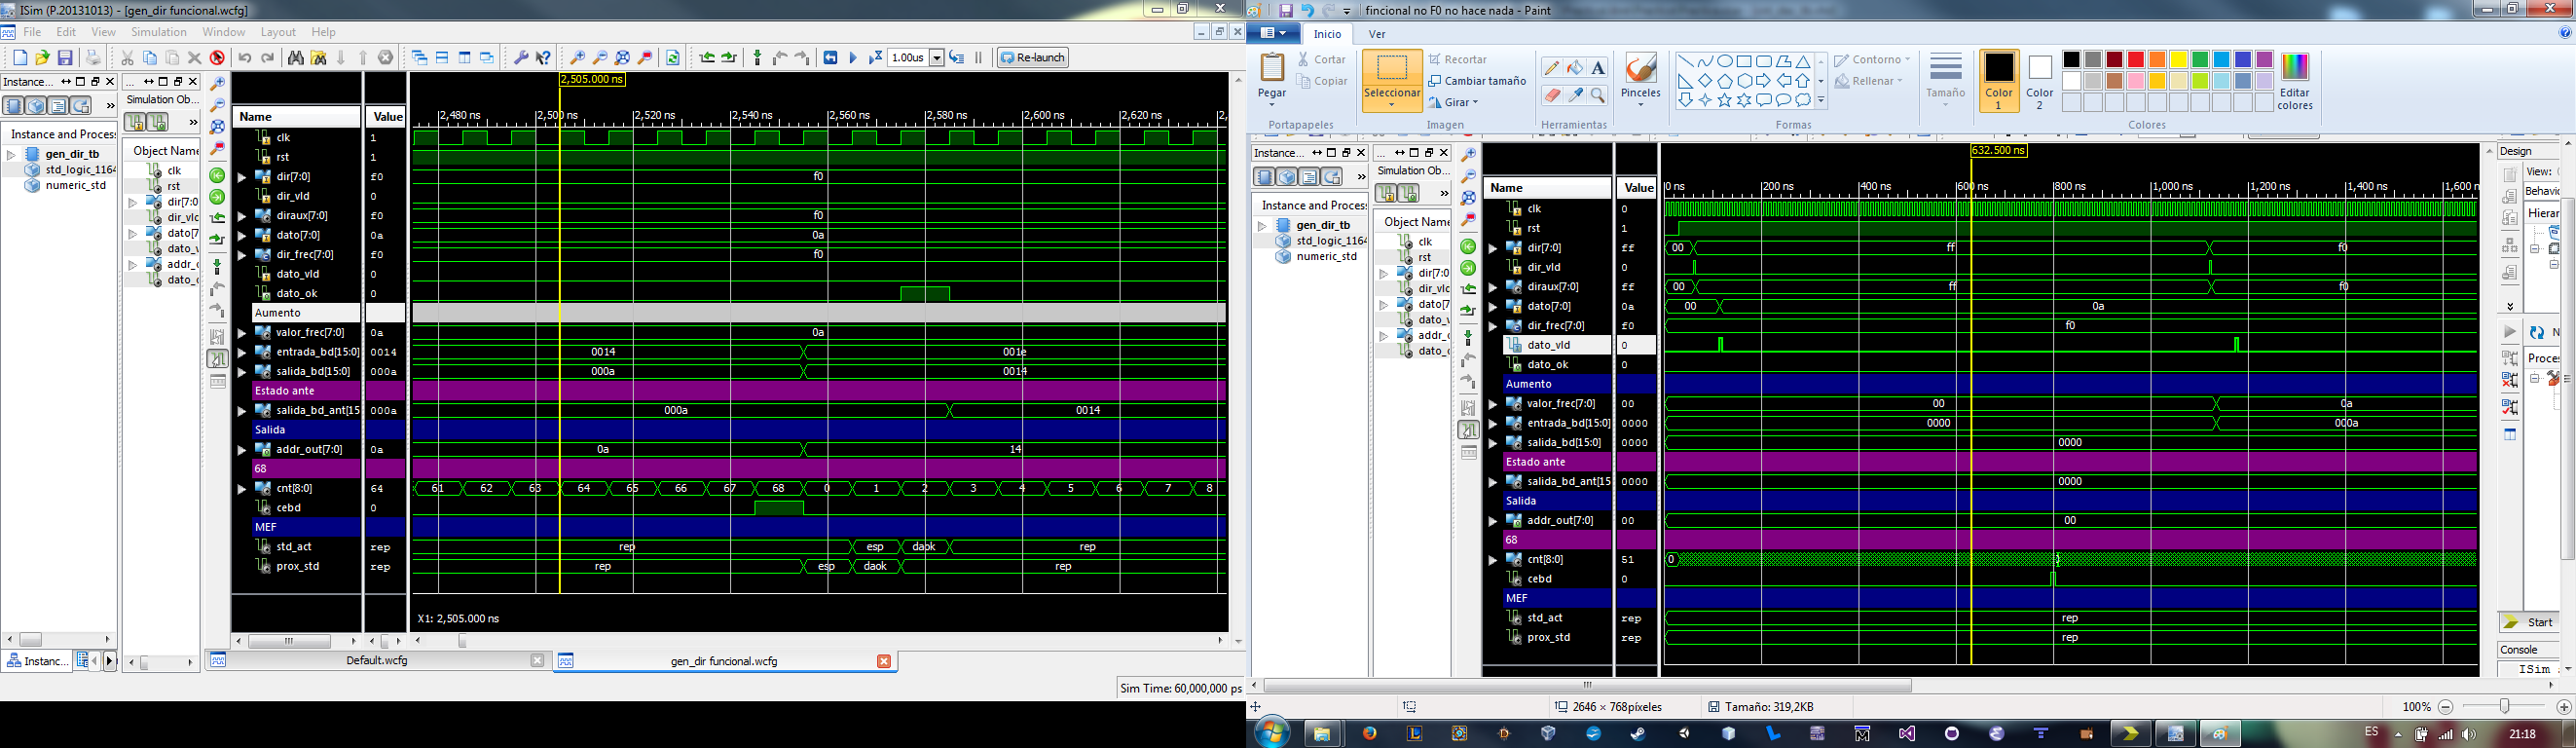 ISim (P.20131013) - [gen_dir funcional.wcfg]
File Edit View Simulation Window Layout Help
1.00us Re-launch
Instance...
Simulation Ob
Instance and Process
gen_dir_tb
std_logic_1164
numeric_std
Object Name
clk
rst
dir[7:0
dir_vlc
dato[7
dato_v
addr_c
dato_c
2,505.000 ns
Name Value
2,480 ns 2,500 ns 2,520 ns 2,540 ns 2,560 ns 2,580 ns 2,600 ns 2,620 ns
clk 1
rst 1
dir[7:0] f0 f0
dir_vld 0
diraux[7:0] f0 f0
dato[7:0] 0a 0a
dir_frec[7:0] f0 f0
dato_vld 0
dato_ok 0
Aumento
valor_frec[7:0] 0a 0a
entrada_bd[15:0] 0014 0014 001e
salida_bd[15:0] 000a 000a 0014
Estado ante
salida_bd_ant[15 000a 000a 0014
Salida
addr_out[7:0] 0a 0a 14
68
cnt[8:0] 64 61 62 63 64 65 66 67 68 0 1 2 3 4 5 6 7 8
cebd 0
MEF
std_act rep rep esp daok rep
prox_std rep rep esp daok rep
X1: 2,505.000 ns
Instanc...
Default.wcfg
gen_dir funcional.wcfg
Sim Time: 60,000,000 ps
fincional no F0 no hace nada - Paint
Inicio Ver
Pegar
Cortar
Copiar
Portapapeles
Seleccionar
Recortar
Cambiar tamaño
Girar
Imagen
Herramientas
Pinceles
Contorno
Rellenar
Formas
Tamaño
Color 1
Color 2
Editar colores
Colores
Instance...
Simulation Ob
Instance and Process
gen_dir_tb
std_logic_1164
numeric_std
Object Name
clk
rst
dir[7:0
dir_vlc
dato[7
dato_v
addr_c
dato_c
632.500 ns
Name Value
0 ns 200 ns 400 ns 600 ns 800 ns 1,000 ns 1,200 ns 1,400 ns 1,600 n
clk 0
rst 1
dir[7:0] ff 00 ff f0
dir_vld 0
diraux[7:0] ff 00 ff f0
dato[7:0] 0a 00 0a
dir_frec[7:0] f0 f0
dato_vld 0
dato_ok 0
Aumento
valor_frec[7:0] 00 00 0a
entrada_bd[15:0] 0000 0000 000a
salida_bd[15:0] 0000 0000
Estado ante
salida_bd_ant[15 0000 0000
Salida
addr_out[7:0] 00 00
68
cnt[8:0] 51 0
cebd 0
MEF
std_act rep rep
prox_std rep rep
Design
View:
Behavio
Hierar
N
Proces
Start
Console
ISim
2646 × 768píxeles
Tamaño: 319,2KB
100%
ES
21:18